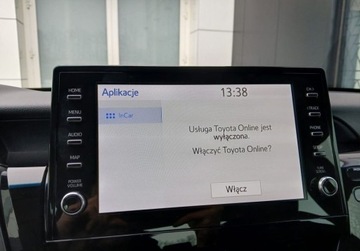 Aplikacje
13:38
InCar
Usługa Toyota Online jest
wyłączona.
Włączyć Toyota Online?
Włącz
HOME
MENU
AUDIO
MAP
POWER
VOLUME
PHONE